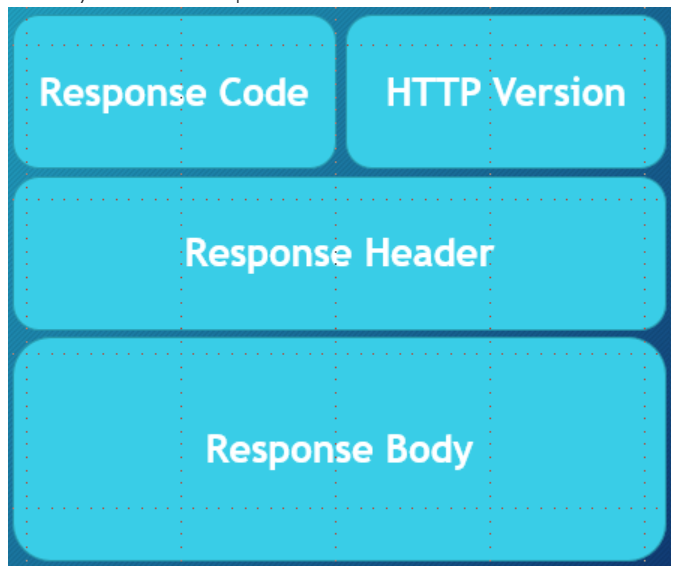 Response Code
HTTP Version
Response Header
Response Body